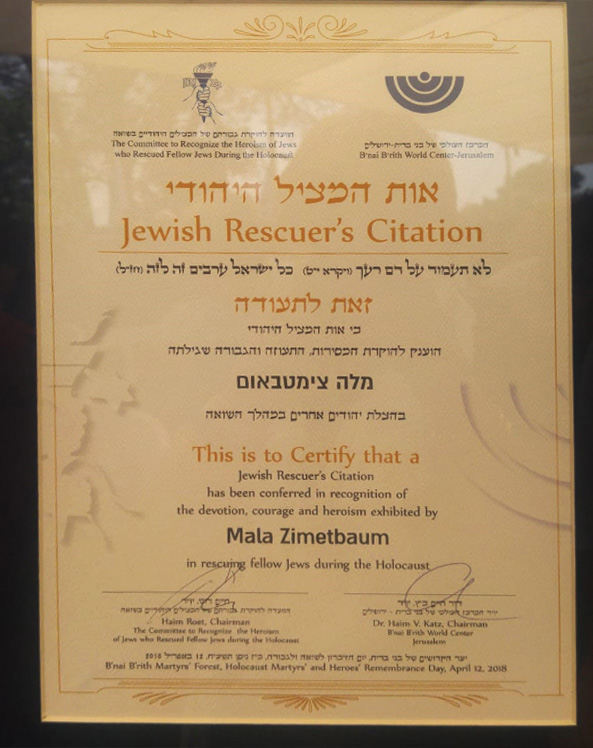 הוועדה להוקרת גבורתם של המצילים היהודיים בשואה
The Committee to Recognize the Heroism of Jews
who Rescued Fellow Jews During the Holocaust
המרכז העולמי של בני ברית-ירושלים
B'nai B'rith World Center-Jerusalem
אות המציל היהודי
Jewish Rescuer's Citation
לא תעמוד על דם רעך (ויקרא י"ט) כל ישראל ערבים זה לזה (חז"ל)
זאת לתעודה
כי אות המציל היהודי
הוענק להוקרת המסירות, התעוזה והגבורה שגילתה
מלה צימטבאום
בהצלת יהודים אחרים במהלך השואה
This is to Certify that a
Jewish Rescuer's Citation
has been conferred in recognition of
the devotion, courage and heroism exhibited by
Mala Zimetbaum
in rescuing fellow Jews during the Holocaust
חיים רוט, יו"ר
הוועדה להוקרת גבורתם של המצילים היהודיים בשואה
Haim Roet, Chairman
The Committee to Recognize the Heroism
of Jews who Rescued Fellow Jews during the Holocaust
ד"ר חיים כ"ץ, יו"ר
יו"ר המרכז העולמי של בני ברית - ירושלים
Dr. Haim V. Katz, Chairman
B'nai B'rith World Center
Jerusalem
יער הקדושים של בני ברית, יום הזיכרון לשואה ולגבורה, כ"ז ניסן תשע"ח, 12 באפריל 2018
B'nai B'rith Martyrs' Forest, Holocaust Martyrs' and Heroes' Remembrance Day, April 12, 2018